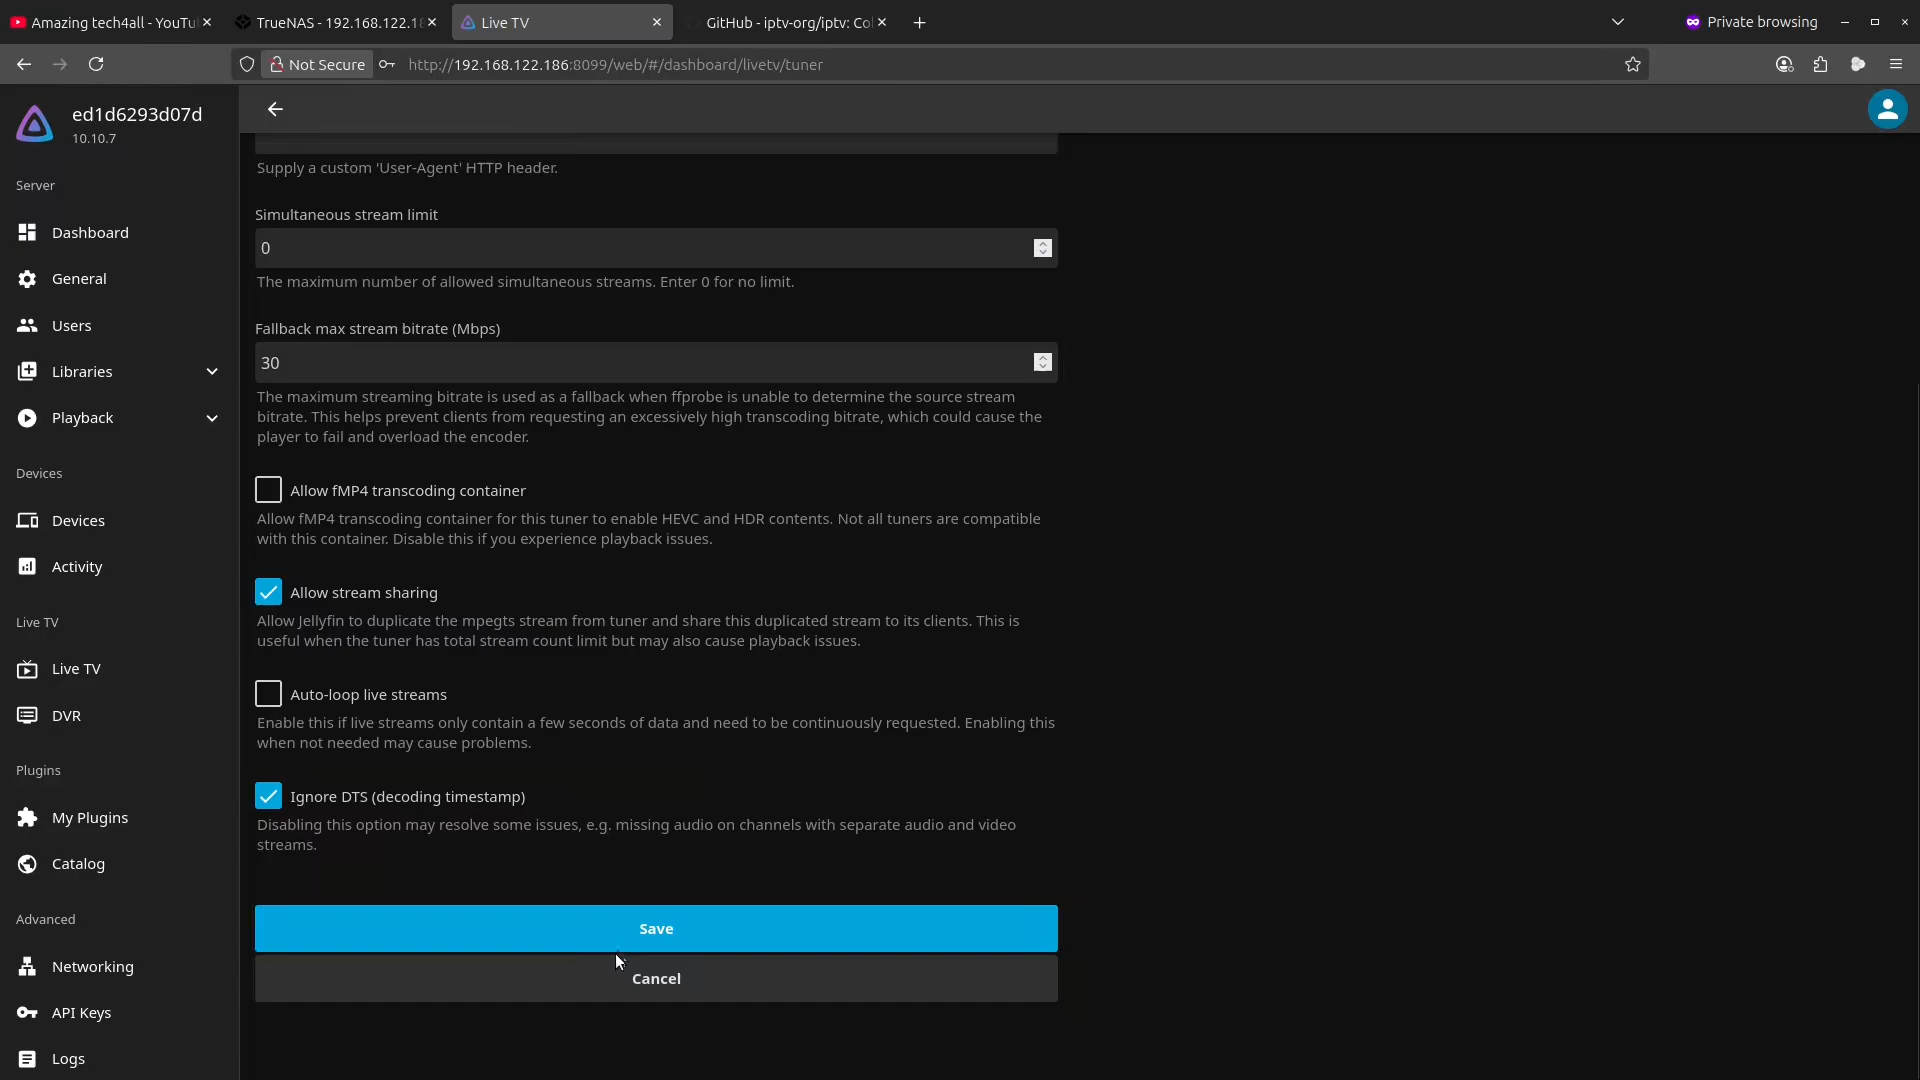 Amazing tech4all - YouTu
TrueNAS - 192.168.122.18
Live TV
GitHub - iptv-org/iptv: Col
Private browsing
Not Secure
http://192.168.122.186:8099/web/#/dashboard/livetv/tuner
ed1d6293d07d
10.10.7
Server
Dashboard
General
Users
Libraries
Playback
Devices
Devices
Activity
Live TV
Live TV
DVR
Plugins
My Plugins
Catalog
Advanced
Networking
API Keys
Logs
Supply a custom 'User-Agent' HTTP header.
Simultaneous stream limit
0
The maximum number of allowed simultaneous streams. Enter 0 for no limit.
Fallback max stream bitrate (Mbps)
30
The maximum streaming bitrate is used as a fallback when ffprobe is unable to determine the source stream
bitrate. This helps prevent clients from requesting an excessively high transcoding bitrate, which could cause the
player to fail and overload the encoder.
Allow fMP4 transcoding container
Allow fMP4 transcoding container for this tuner to enable HEVC and HDR contents. Not all tuners are compatible
with this container. Disable this if you experience playback issues.
Allow stream sharing
Allow Jellyfin to duplicate the mpegts stream from tuner and share this duplicated stream to its clients. This is
useful when the tuner has total stream count limit but may also cause playback issues.
Auto-loop live streams
Enable this if live streams only contain a few seconds of data and need to be continuously requested. Enabling this
when not needed may cause problems.
Ignore DTS (decoding timestamp)
Disabling this option may resolve some issues, e.g. missing audio on channels with separate audio and video
streams.
Save
Cancel